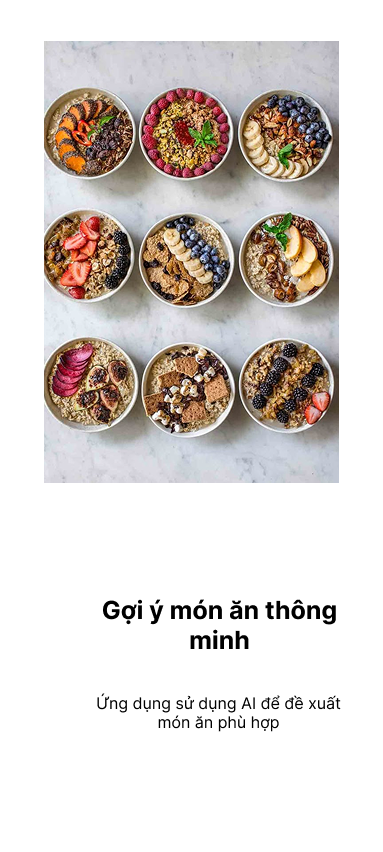 Gợi ý món ăn thông
minh
Ứng dụng sử dụng AI để đề xuất
món ăn phù hợp